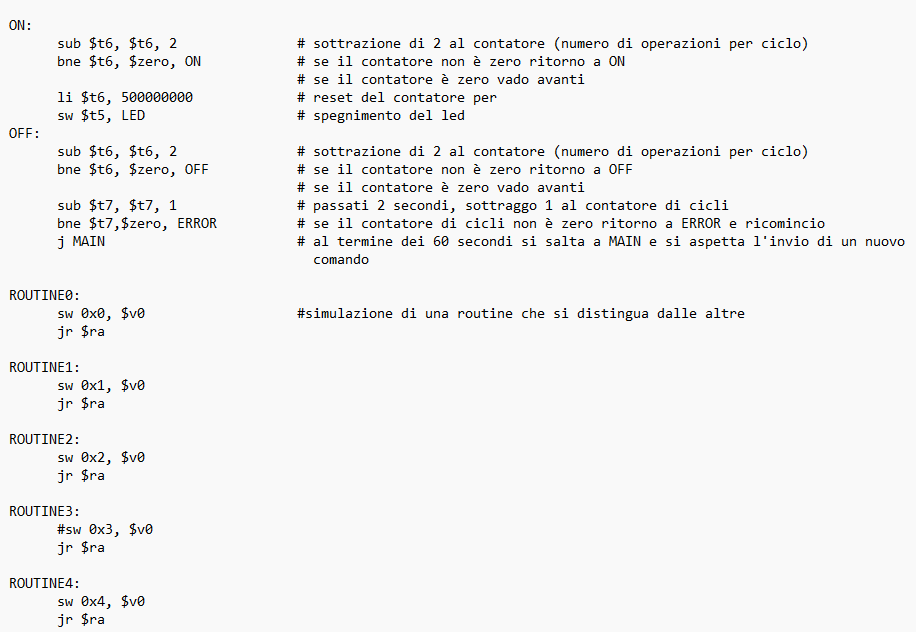 ON:
sub $t6, $t6, 2 # sottrazione di 2 al contatore (numero di operazioni per ciclo)
bne $t6, $zero, ON # se il contatore non è zero ritorno a ON
# se il contatore è zero vado avanti
li $t6, 500000000 # reset del contatore per
sw $t5, LED # spegnimento del led
OFF:
sub $t6, $t6, 2 # sottrazione di 2 al contatore (numero di operazioni per ciclo)
bne $t6, $zero, OFF # se il contatore non è zero ritorno a OFF
# se il contatore è zero vado avanti
sub $t7, $t7, 1 # passati 2 secondi, sottraggo 1 al contatore di cicli
bne $t7,$zero, ERROR # se il contatore di cicli non è zero ritorno a ERROR e ricomincio
j MAIN # al termine dei 60 secondi si salta a MAIN e si aspetta l'invio di un nuovo
comando
ROUTINE0:
sw 0x0, $v0 #simulazione di una routine che si distingua dalle altre
jr $ra
ROUTINE1:
sw 0x1, $v0
jr $ra
ROUTINE2:
sw 0x2, $v0
jr $ra
ROUTINE3:
#sw 0x3, $v0
jr $ra
ROUTINE4:
sw 0x4, $v0
jr $ra